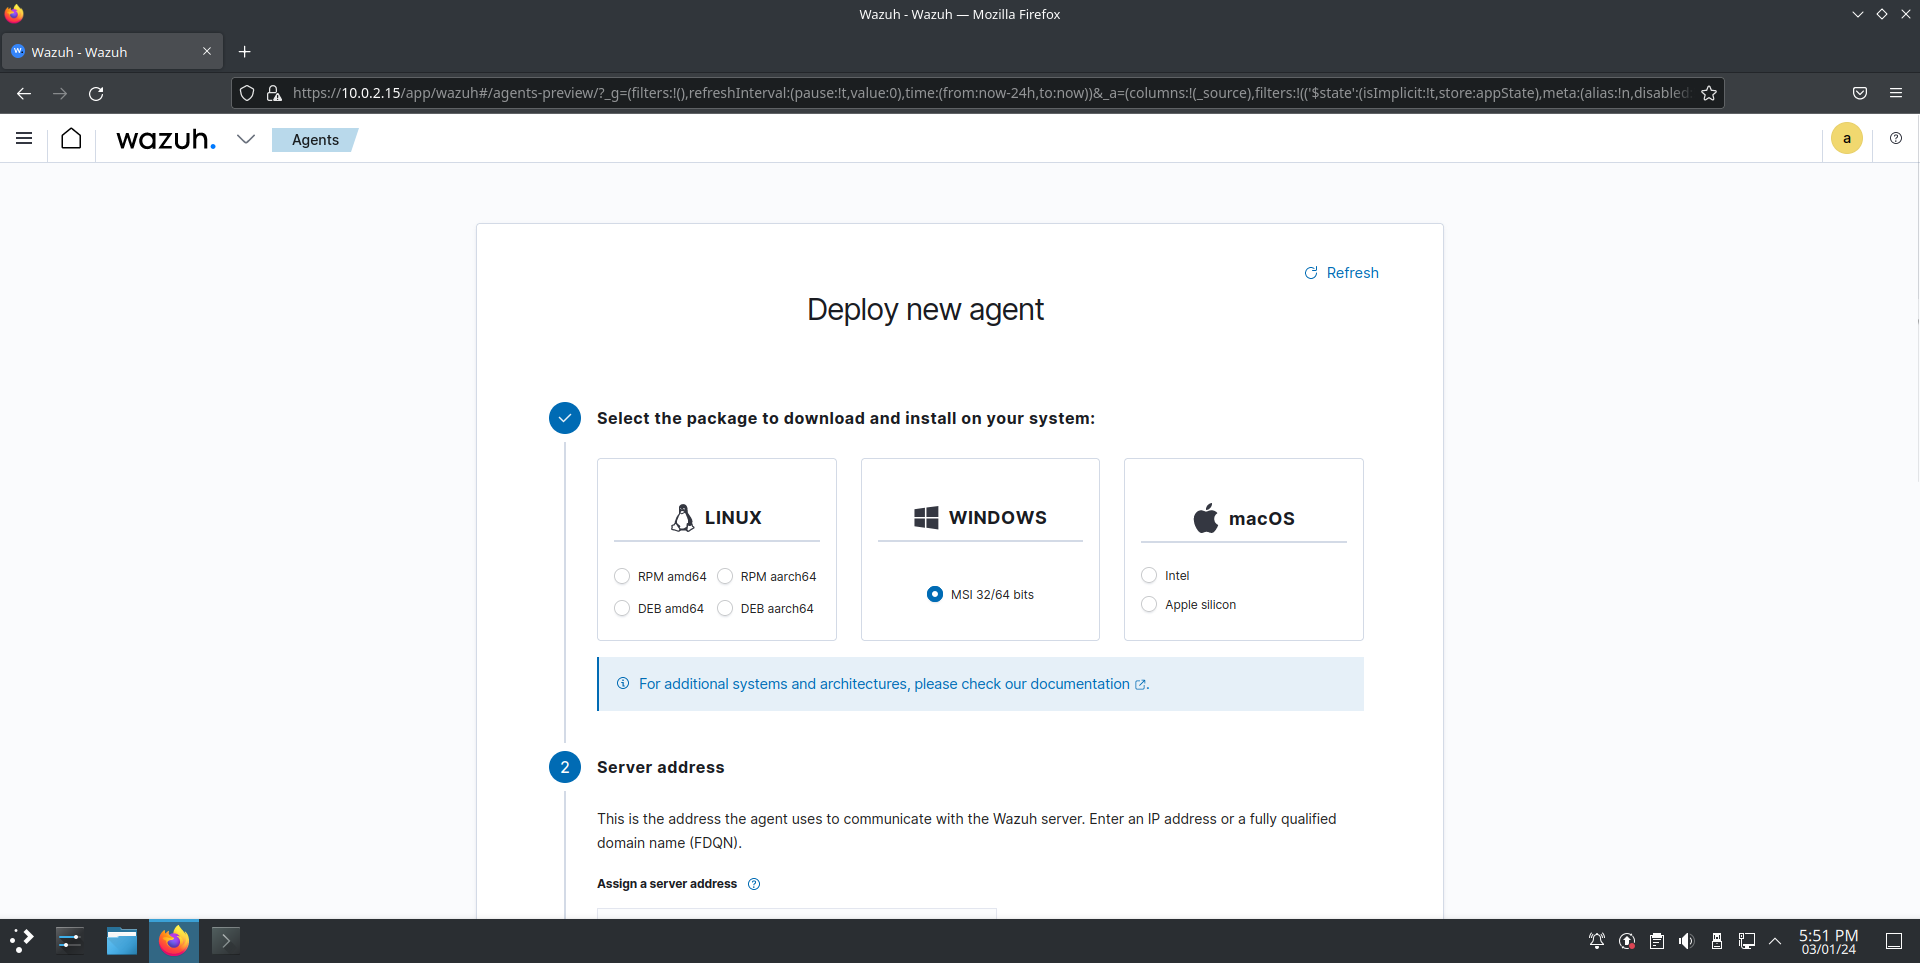 Wazuh - Wazuh — Mozilla Firefox
Wazuh - Wazuh
https://10.0.2.15/app/wazuh#/agents-preview/?_g=(filters:!(),refreshInterval:(pause:!t,value:0),time:(from:now-24h,to:now))&_a=(columns:!(_source),filters:!(('$state':(isImplicit:!t,store:appState),meta:(alias:!n,disabled:
wazuh.
Agents
a
Refresh
Deploy new agent
Select the package to download and install on your system:
LINUX
RPM amd64 RPM aarch64
DEB amd64 DEB aarch64
WINDOWS
MSI 32/64 bits
macOS
Intel
Apple silicon
For additional systems and architectures, please check our documentation .
2 Server address
This is the address the agent uses to communicate with the Wazuh server. Enter an IP address or a fully qualified
domain name (FDQN).
Assign a server address
5:51 PM
03/01/24